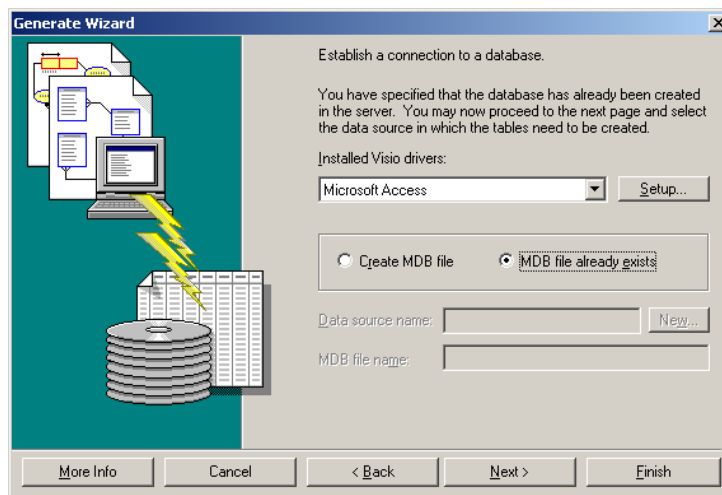 Generate Wizard
Establish a connection to a database.
You have specified that the database has already been created
in the server. You may now proceed to the next page and select
the data source in which the tables need to be created.
Installed Visio drivers:
Microsoft Access
Setup...
Create MDB file
MDB file already exists
Data source name:
New...
MDB file name:
More Info
Cancel
< Back
Next >
Finish